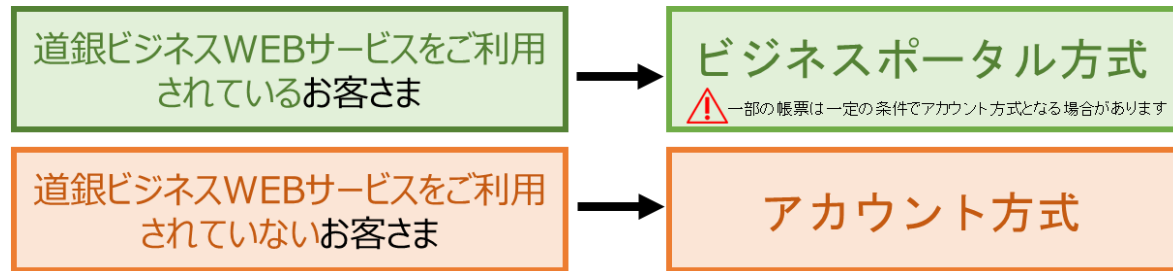 道銀ビジネスWEBサービスをご利用
されているお客さま
ビジネスポータル方式
一部の帳票は一定の条件でアカウント方式となる場合があります
道銀ビジネスWEBサービスをご利用
されていないお客さま
アカウント方式